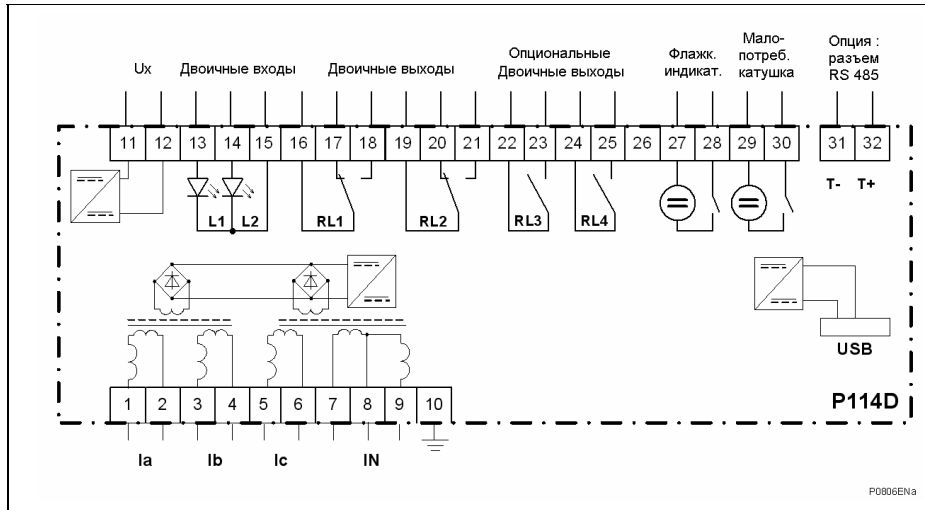 Ux
Двоичные входы
Двоичные выходы
Опциональные
Двоичные выходы
Флажк.
индикат.
Мало-
потреб.
катушка
Опция :
разъем
RS 485
11 12 13 14 15 16 17 18 19 20 21 22 23 24 25 26 27 28 29 30 31 32
T- T+
L1 L2 RL1 RL2 RL3 RL4
USB
1 2 3 4 5 6 7 8 9 10
P114D
Ia Ib Ic IN
P0806ENa